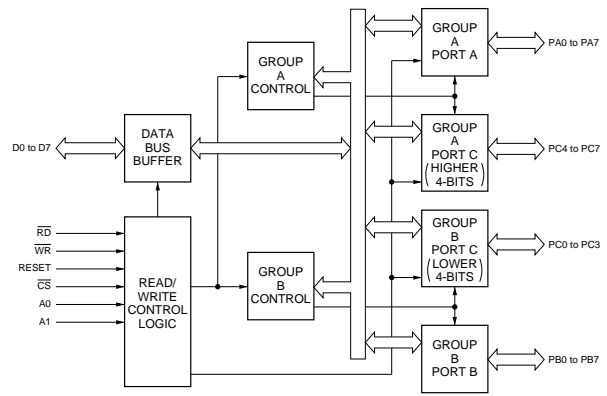 GROUP
A
PORT A
PA0 to PA7
GROUP
A
CONTROL
DATA
BUS
BUFFER
D0 to D7
GROUP
A
PORT C
(HIGHER
4-BITS)
PC4 to PC7
RD
WR
RESET
CS
A0
A1
READ/
WRITE
CONTROL
LOGIC
GROUP
B
CONTROL
GROUP
B
PORT C
(LOWER
4-BITS)
PC0 to PC3
GROUP
B
PORT B
PB0 to PB7